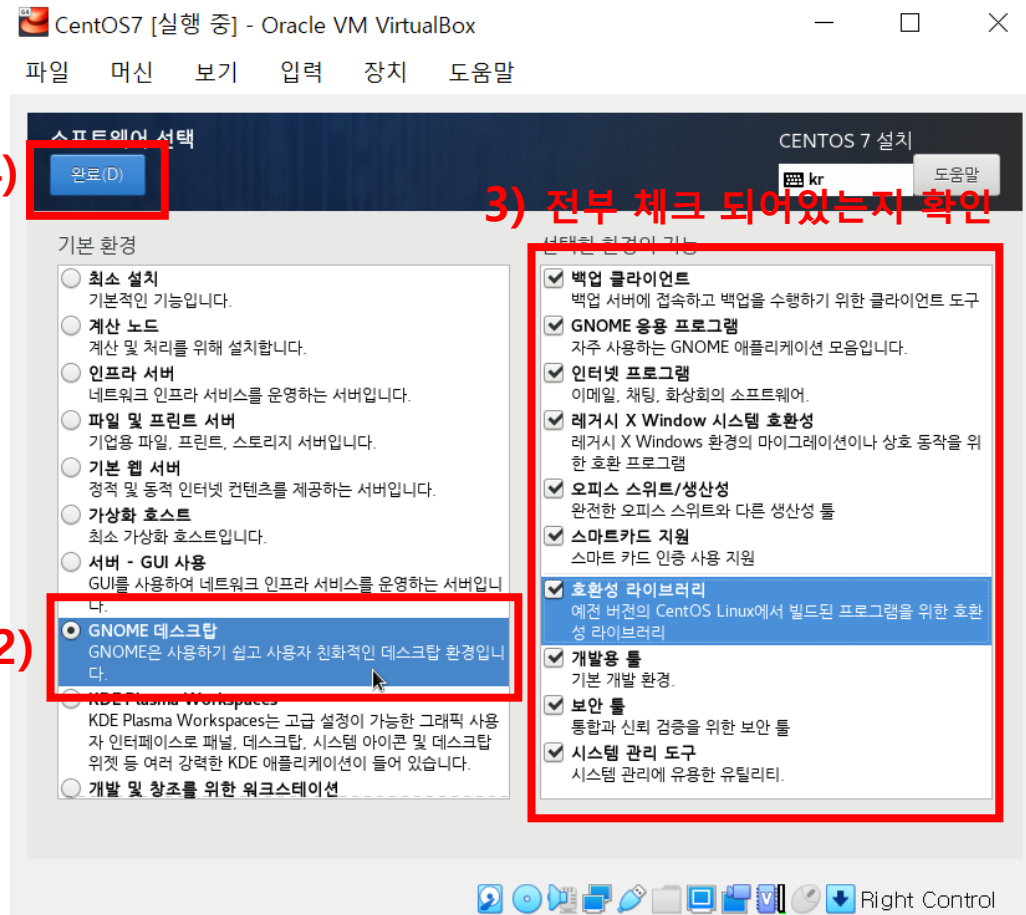 CentOS7 [실행 중] - Oracle VM VirtualBox
파일 머신 보기 입력 장치 도움말
소프트웨어 선택
완료(D)
CENTOS 7 설치
kr
도움말
3) 전부 체크 되어있는지 확인
기본 환경
최소 설치
기본적인 기능입니다.
계산 노드
계산 및 처리를 위해 설치합니다.
인프라 서버
네트워크 인프라 서비스를 운영하는 서버입니다.
파일 및 프린트 서버
기업용 파일, 프린트, 스토리지 서버입니다.
기본 웹 서버
정적 및 동적 인터넷 컨텐츠를 제공하는 서버입니다.
가상화 호스트
최소 가상화 호스트입니다.
서버 - GUI 사용
GUI를 사용하여 네트워크 인프라 서비스를 운영하는 서버입니
다.
2)
GNOME 데스크탑
GNOME은 사용하기 쉽고 사용자 친화적인 데스크탑 환경입니
다.
KDE Plasma Workspaces
KDE Plasma Workspaces는 고급 설정이 가능한 그래픽 사용
자 인터페이스로 패널, 데스크탑, 시스템 아이콘 및 데스크탑
위젯 등 여러 강력한 KDE 애플리케이션이 들어 있습니다.
개발 및 창조를 위한 워크스테이션
선택한 환경의 기능
백업 클라이언트
백업 서버에 접속하고 백업을 수행하기 위한 클라이언트 도구
GNOME 응용 프로그램
자주 사용하는 GNOME 애플리케이션 모음입니다.
인터넷 프로그램
이메일, 채팅, 화상회의 소프트웨어.
레거시 X Window 시스템 호환성
레거시 X Windows 환경의 마이그레이션이나 상호 동작을 위
한 호환 프로그램
오피스 스위트/생산성
완전한 오피스 스위트와 다른 생산성 툴
스마트카드 지원
스마트 카드 인증 사용 지원
호환성 라이브러리
예전 버전의 CentOS Linux에서 빌드된 프로그램을 위한 호환
성 라이브러리
개발용 툴
기본 개발 환경.
보안 툴
통합과 신뢰 검증을 위한 보안 툴
시스템 관리 도구
시스템 관리에 유용한 유틸리티.
Right Control